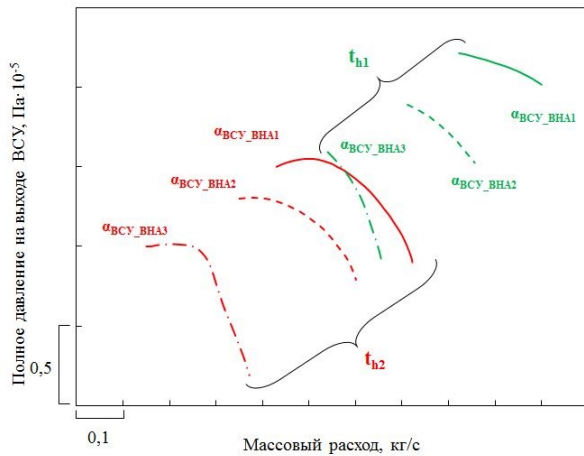 Полное давление на выходе ВСУ, Па·10⁻⁵
t_h1
α_ВСУ_ВНА1
α_ВСУ_ВНА1
α_ВСУ_ВНА3
α_ВСУ_ВНА2
α_ВСУ_ВНА2
α_ВСУ_ВНА3
0,5
t_h2
0,1
Массовый расход, кг/с